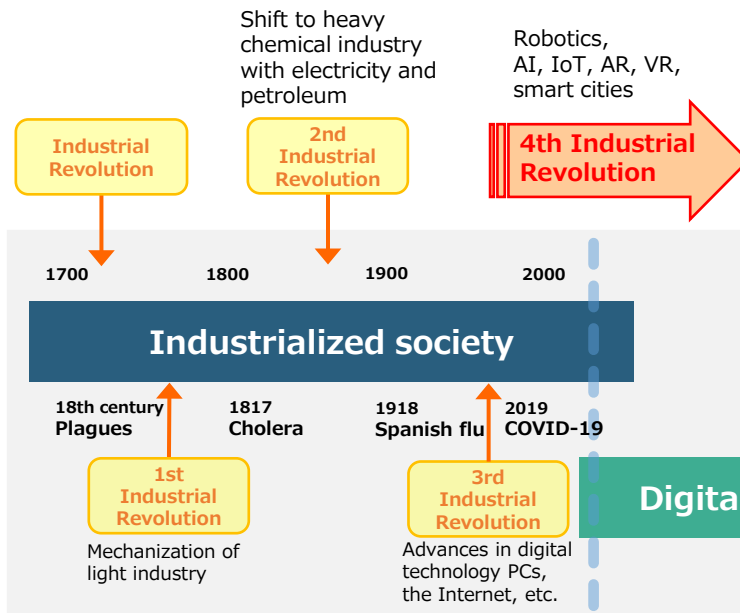 Shift to heavy
chemical industry
with electricity and
petroleum
Robotics,
AI, IoT, AR, VR,
smart cities
Industrial
Revolution
2nd
Industrial
Revolution
4th Industrial
Revolution
1700
1800
1900
2000
Industrialized society
18th century
Plagues
1817
Cholera
1918
Spanish flu
2019
COVID-19
1st
Industrial
Revolution
3rd
Industrial
Revolution
Digita
Mechanization of
light industry
Advances in digital
technology PCs,
the Internet, etc.